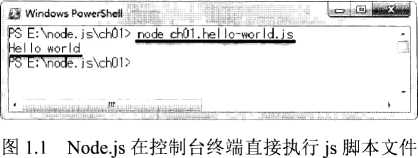 Windows PowerShell
PS E:\node.js\ch01> node ch01.hello-world.js
Hello world
PS E:\node.js\ch01>
图 1.1 Node.js 在控制台终端直接执行 js 脚本文件